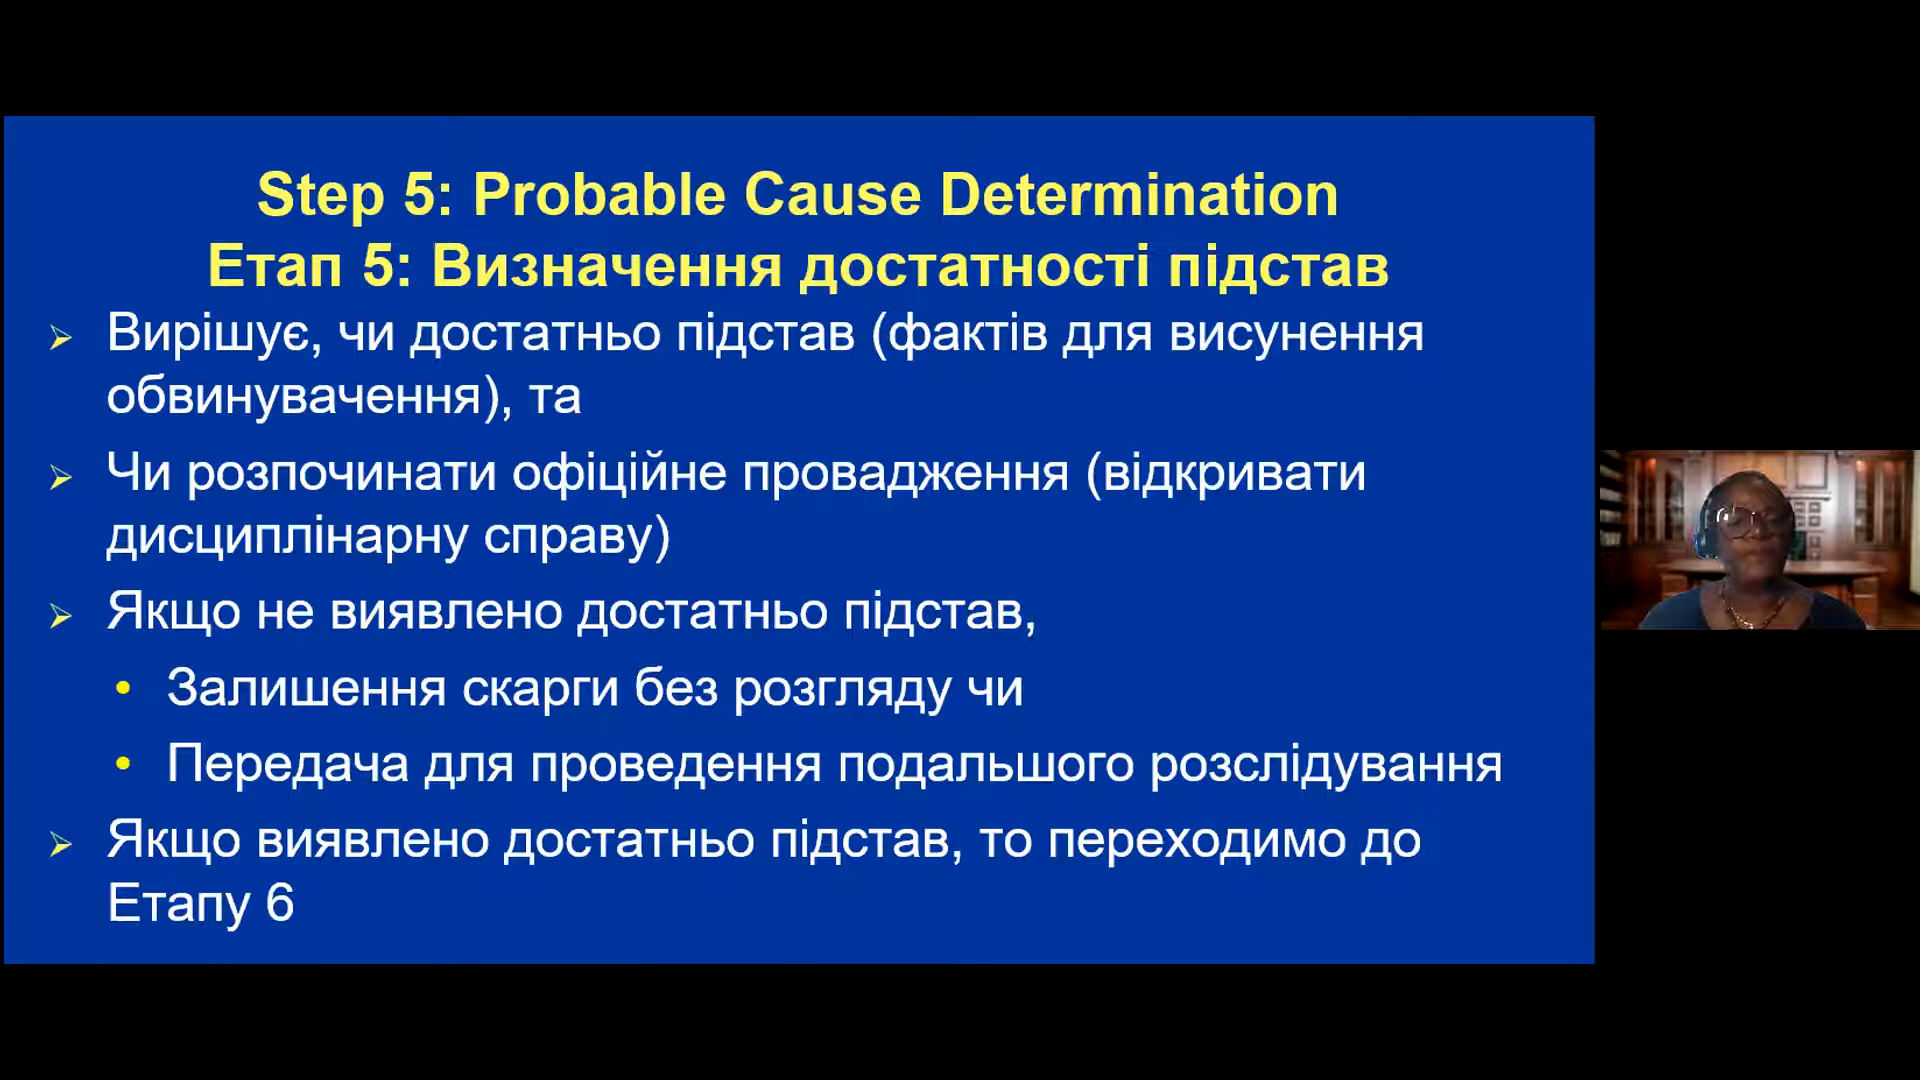 Step 5: Probable Cause Determination
Етап 5: Визначення достатності підстав
Вирішує, чи достатньо підстав (фактів для висунення
обвинувачення), та
Чи розпочинати офіційне провадження (відкривати
дисциплінарну справу)
Якщо не виявлено достатньо підстав,
Залишення скарги без розгляду чи
Передача для проведення подальшого розслідування
Якщо виявлено достатньо підстав, то переходимо до
Етапу 6